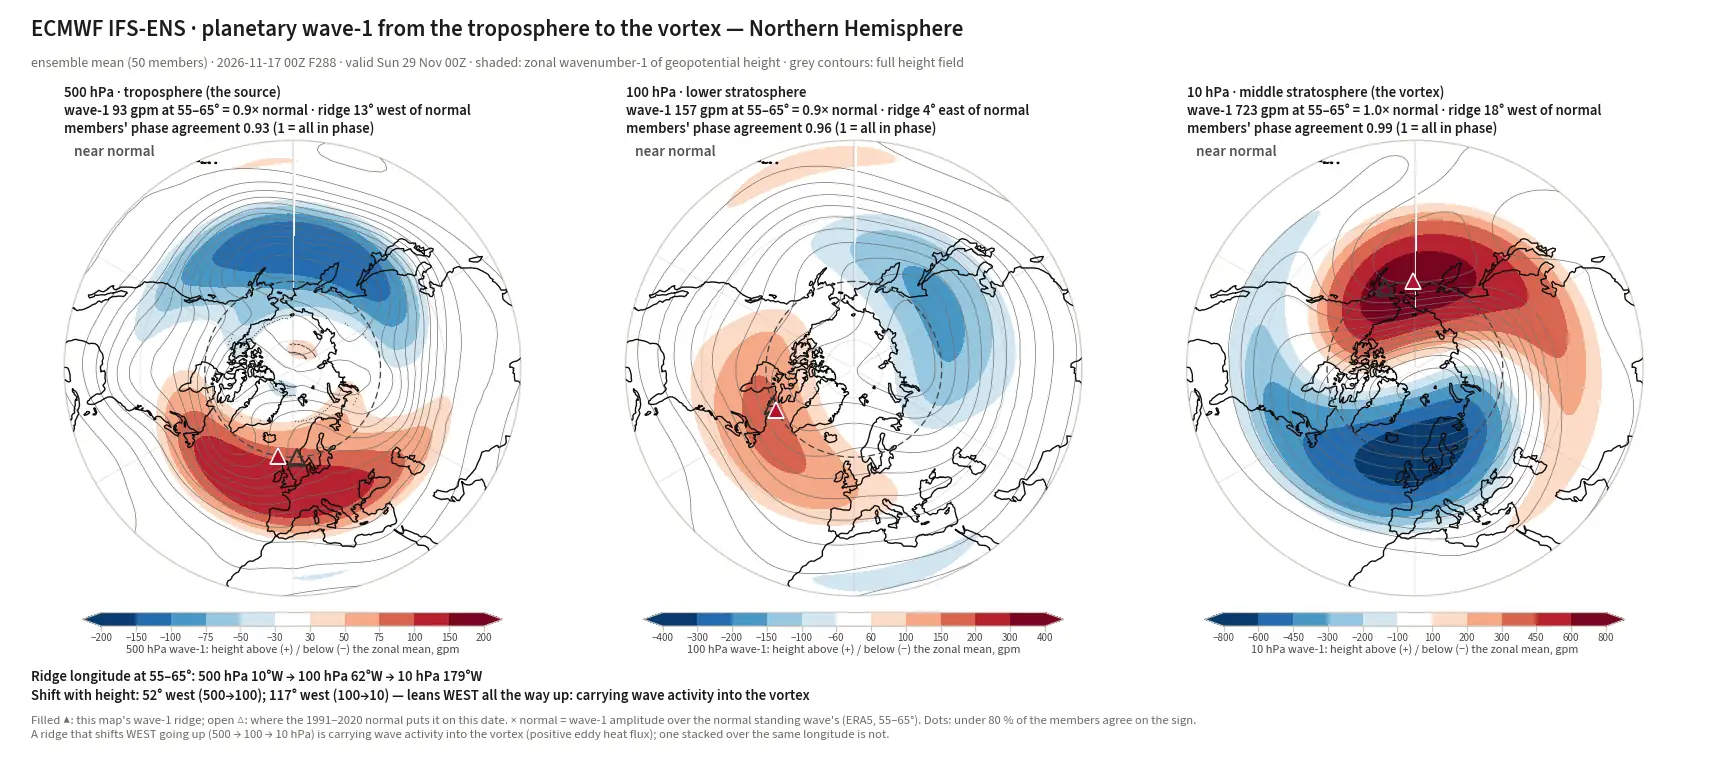 ECMWF IFS-ENS · planetary wave-1 from the troposphere to the vortex — Northern Hemisphere
ensemble mean (50 members) · 2026-11-17 00Z F288 · valid Sun 29 Nov 00Z · shaded: zonal wavenumber-1 of geopotential height · grey contours: full height field
500 hPa · troposphere (the source)
wave-1 93 gpm at 55–65° = 0.9× normal · ridge 13° west of normal
members' phase agreement 0.93 (1 = all in phase)
near normal
100 hPa · lower stratosphere
wave-1 157 gpm at 55–65° = 0.9× normal · ridge 4° east of normal
members' phase agreement 0.96 (1 = all in phase)
near normal
10 hPa · middle stratosphere (the vortex)
wave-1 723 gpm at 55–65° = 1.0× normal · ridge 18° west of normal
members' phase agreement 0.99 (1 = all in phase)
near normal
−200 −150 −100 −75 −50 −30 30 50 75 100 150 200
500 hPa wave-1: height above (+) / below (−) the zonal mean, gpm
−400 −300 −200 −150 −100 −60 60 100 150 200 300 400
100 hPa wave-1: height above (+) / below (−) the zonal mean, gpm
−800 −600 −450 −300 −200 −100 100 200 300 450 600 800
10 hPa wave-1: height above (+) / below (−) the zonal mean, gpm
Ridge longitude at 55–65°: 500 hPa 10°W → 100 hPa 62°W → 10 hPa 179°W
Shift with height: 52° west (500→100); 117° west (100→10) — leans WEST all the way up: carrying wave activity into the vortex
Filled ▲: this map's wave-1 ridge; open △: where the 1991–2020 normal puts it on this date. × normal = wave-1 amplitude over the normal standing wave's (ERA5, 55–65°). Dots: under 80 % of the members agree on the sign.
A ridge that shifts WEST going up (500 → 100 → 10 hPa) is carrying wave activity into the vortex (positive eddy heat flux); one stacked over the same longitude is not.